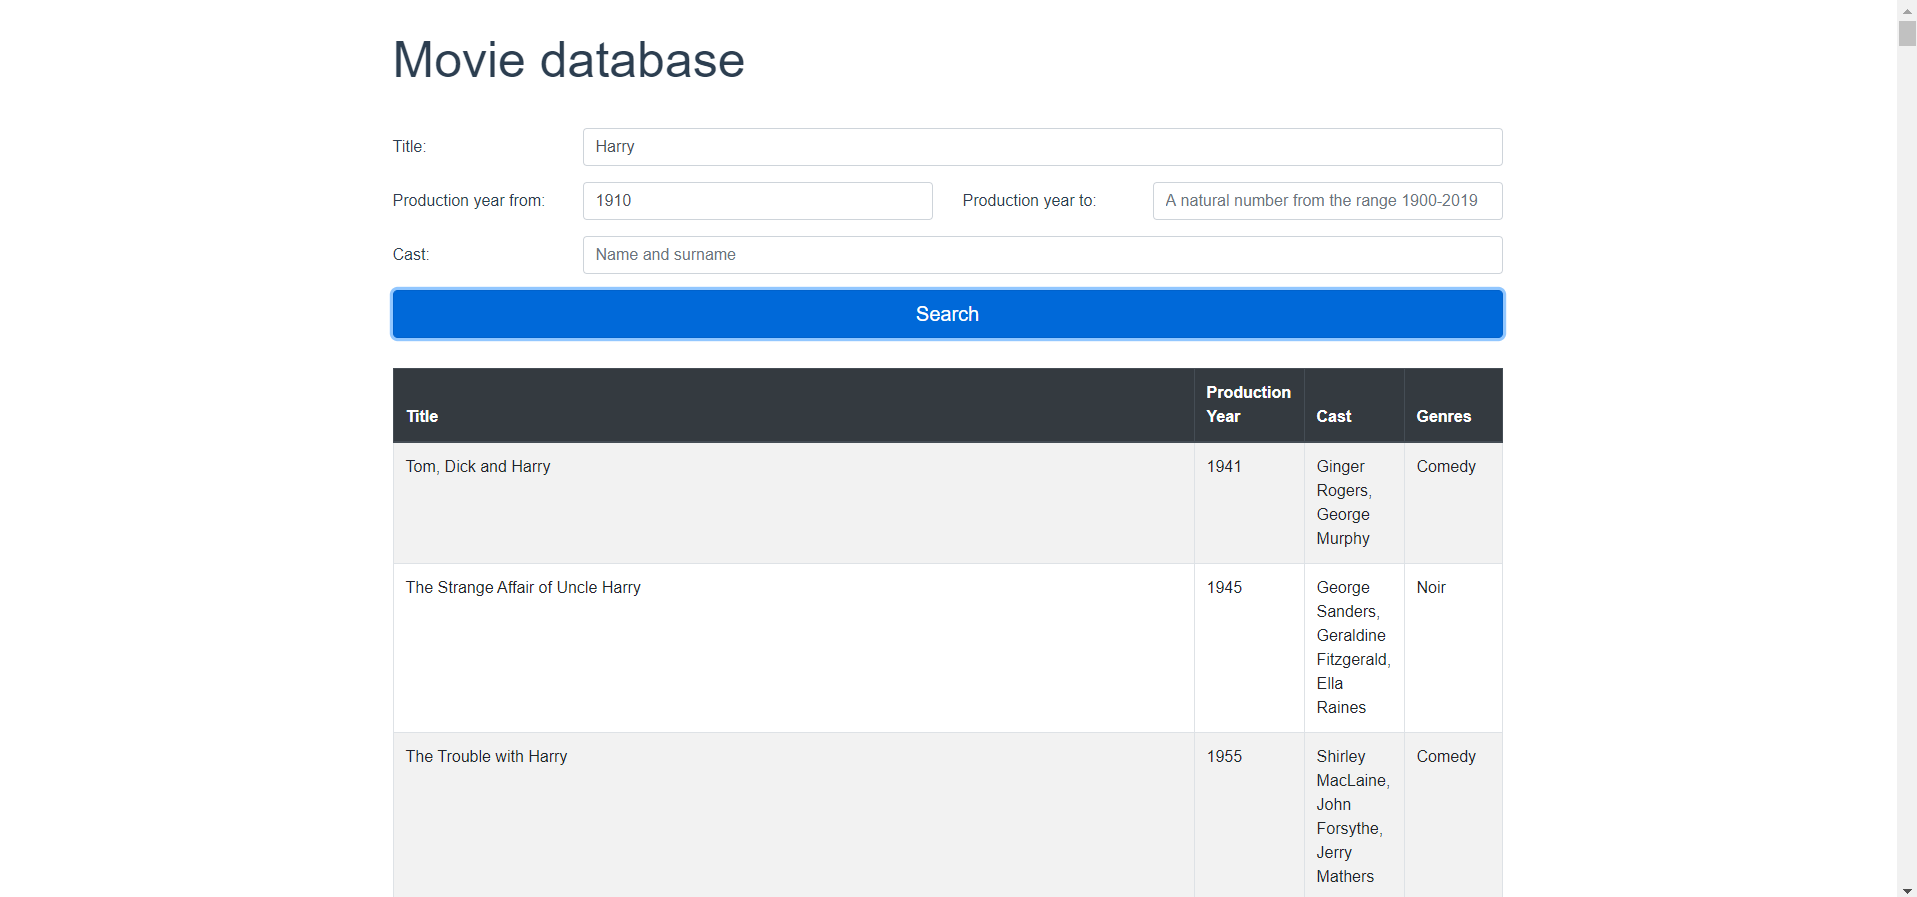 Movie database
Title: Harry
Production year from: 1910 Production year to: A natural number from the range 1900-2019
Cast: Name and surname
Search
Production
Title Year Cast Genres
Tom, Dick and Harry 1941 Ginger Comedy
Rogers,
George
Murphy
The Strange Affair of Uncle Harry 1945 George Noir
Sanders,
Geraldine
Fitzgerald,
Ella
Raines
The Trouble with Harry 1955 Shirley Comedy
MacLaine,
John
Forsythe,
Jerry
Mathers